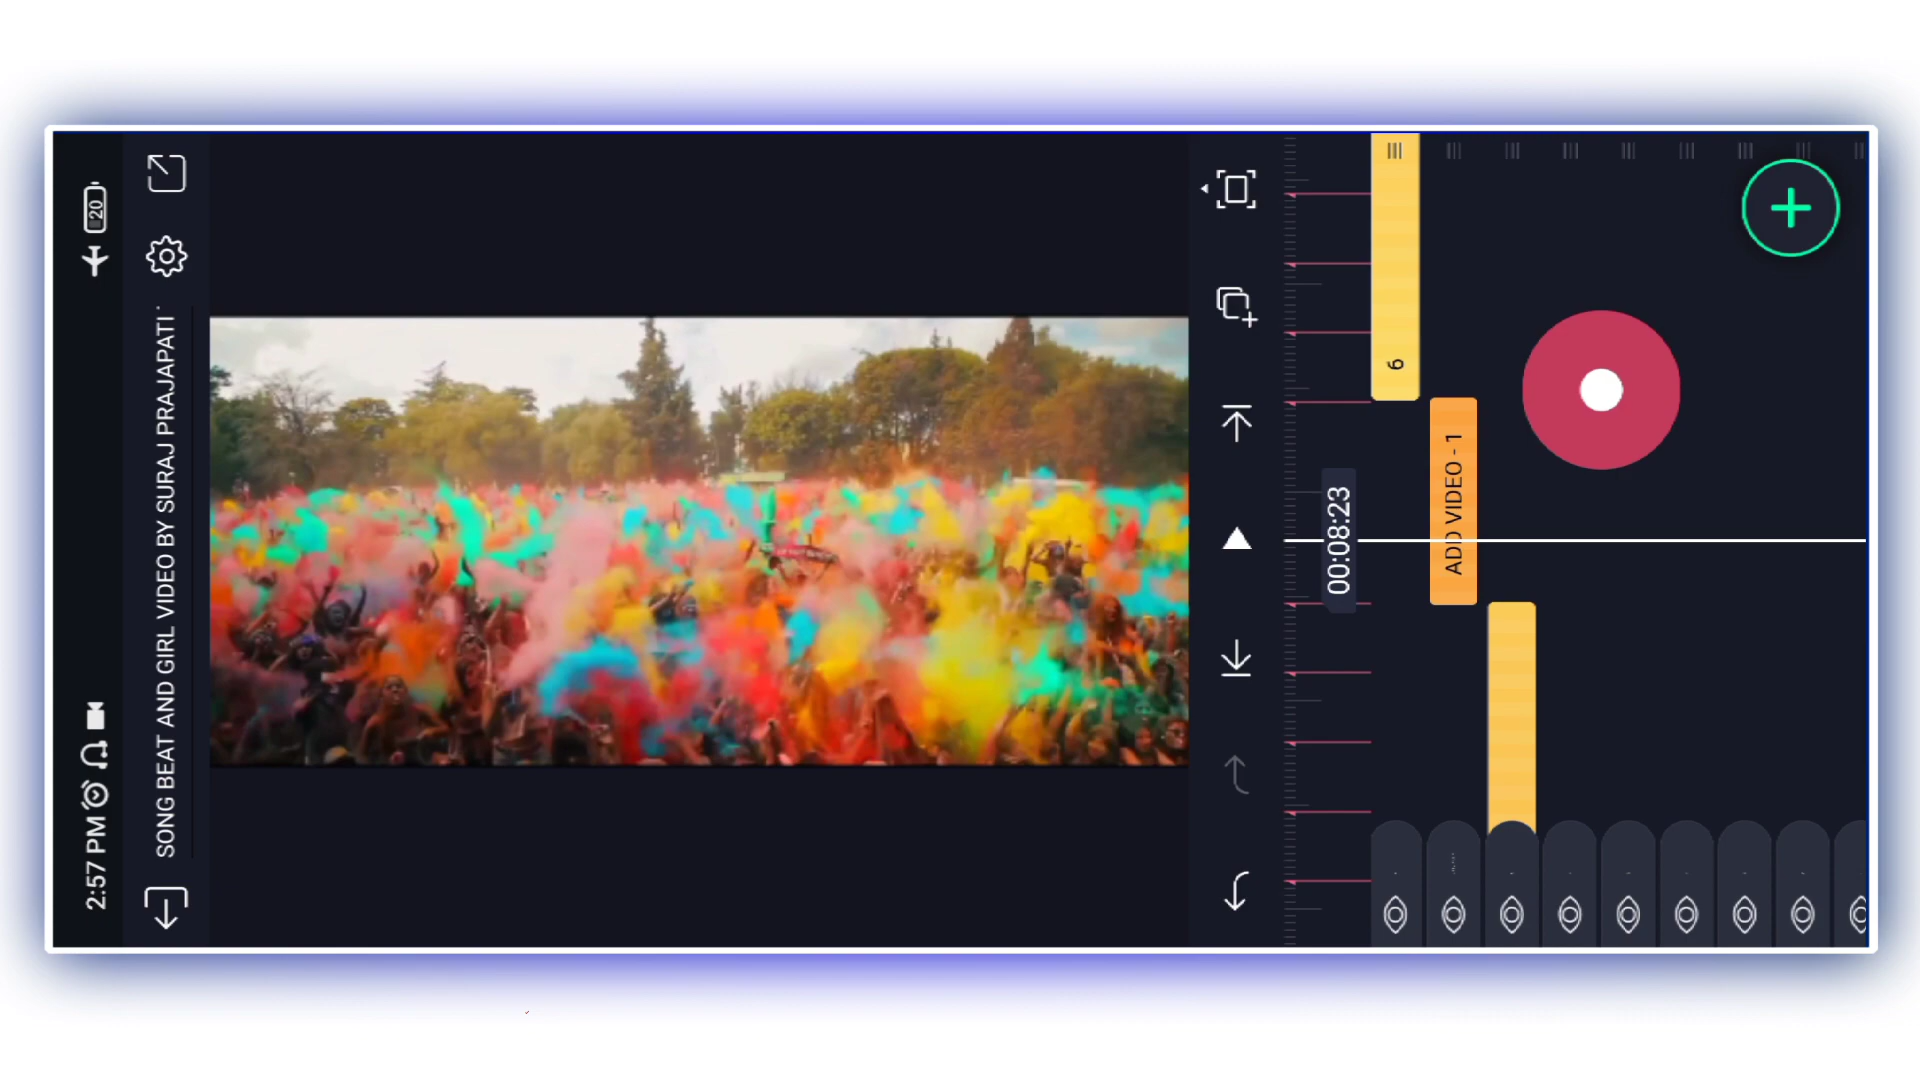 2:57 PM
20
SONG BEAT AND GIRL VIDEO BY SURAJ PRAJAPATI
00:08:23
6
ADD VIDEO - 1